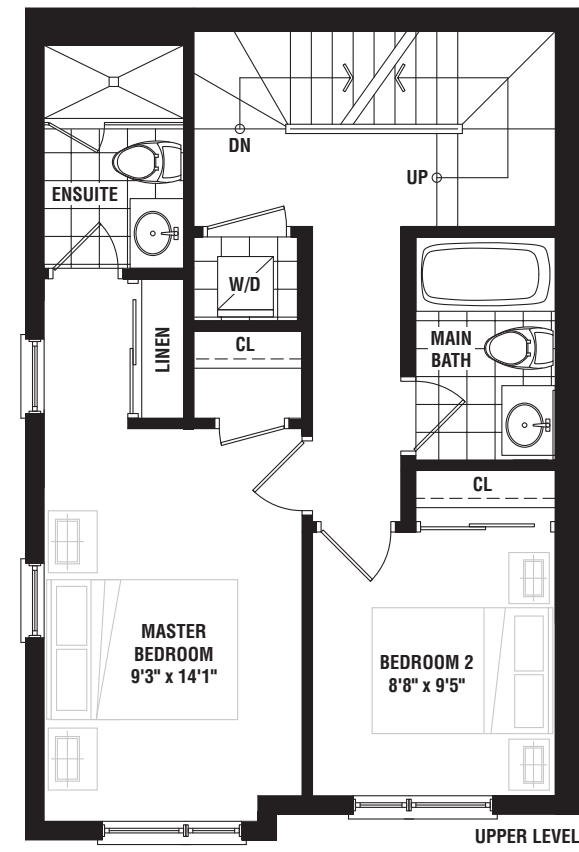 DN
UP
ENSUITE
W/D
LINEN
CL
MAIN
BATH
CL
MASTER
BEDROOM
9'3" x 14'1"
BEDROOM 2
8'8" x 9'5"
UPPER LEVEL